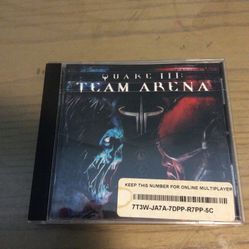 QUAKE III
TEAM ARENA
KEEP THIS NUMBER FOR ONLINE MULTIPLAYER
7T3W-JA7A-7DPP-R7PP-5C